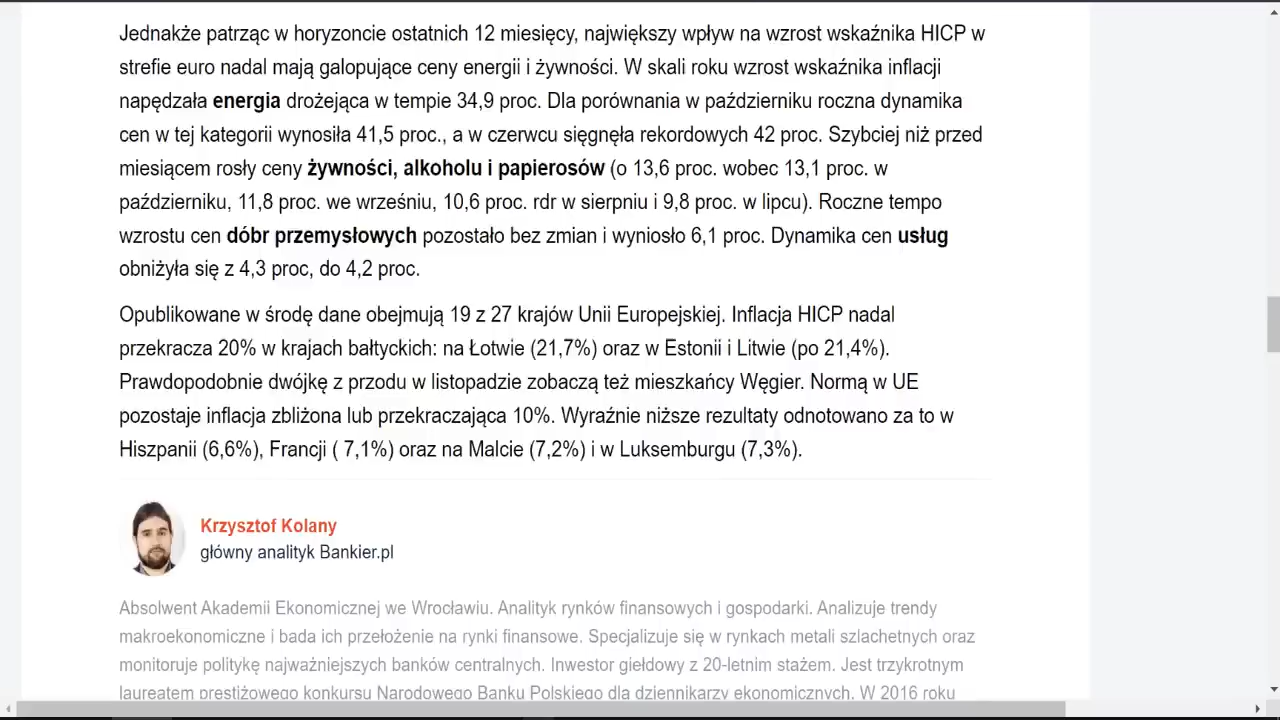 Jednakże patrząc w horyzoncie ostatnich 12 miesięcy, największy wpływ na wzrost wskaźnika HICP w
strefie euro nadal mają galopujące ceny energii i żywności. W skali roku wzrost wskaźnika inflacji
napędzała energia drożejąca w tempie 34,9 proc. Dla porównania w październiku roczna dynamika
cen w tej kategorii wynosiła 41,5 proc., a w czerwcu sięgnęła rekordowych 42 proc. Szybciej niż przed
miesiącem rosły ceny żywności, alkoholu i papierosów (o 13,6 proc. wobec 13,1 proc. w
październiku, 11,8 proc. we wrześniu, 10,6 proc. rdr w sierpniu i 9,8 proc. w lipcu). Roczne tempo
wzrostu cen dóbr przemysłowych pozostało bez zmian i wyniosło 6,1 proc. Dynamika cen usług
obniżyła się z 4,3 proc, do 4,2 proc.
Opublikowane w środę dane obejmują 19 z 27 krajów Unii Europejskiej. Inflacja HICP nadal
przekracza 20% w krajach bałtyckich: na Łotwie (21,7%) oraz w Estonii i Litwie (po 21,4%).
Prawdopodobnie dwójkę z przodu w listopadzie zobaczą też mieszkańcy Węgier. Normą w UE
pozostaje inflacja zbliżona lub przekraczająca 10%. Wyraźnie niższe rezultaty odnotowano za to w
Hiszpanii (6,6%), Francji ( 7,1%) oraz na Malcie (7,2%) i w Luksemburgu (7,3%).
Krzysztof Kolany
główny analityk Bankier.pl
Absolwent Akademii Ekonomicznej we Wrocławiu. Analityk rynków finansowych i gospodarki. Analizuje trendy
makroekonomiczne i bada ich przełożenie na rynki finansowe. Specjalizuje się w rynkach metali szlachetnych oraz
monitoruje politykę najważniejszych banków centralnych. Inwestor giełdowy z 20-letnim stażem. Jest trzykrotnym
laureatem prestiżowego konkursu Narodowego Banku Polskiego dla dziennikarzy ekonomicznych. W 2016 roku